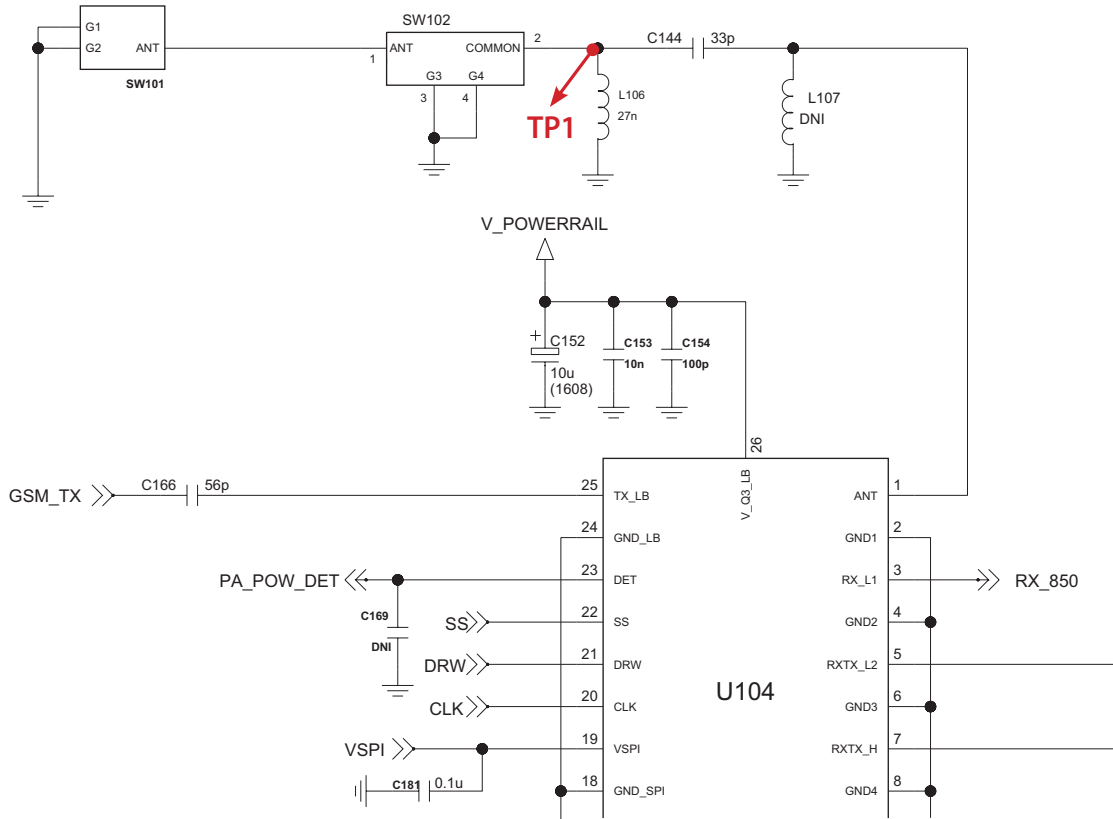 G1
G2
ANT
SW101
SW102
1
ANT
COMMON
2
G3
G4
3
4
TP1
L106
27n
C144
33p
L107
DNI
V_POWERRAIL
+
C152
10u
(1608)
C153
10n
C154
100p
26
V_Q3_LB
GSM_TX
C166
56p
25
TX_LB
ANT
1
24
GND_LB
GND1
2
PA_POW_DET
23
DET
RX_L1
3
RX_850
C169
DNI
SS
22
SS
GND2
4
DRW
21
DRW
RXTX_L2
5
U104
CLK
20
CLK
GND3
6
VSPI
19
VSPI
RXTX_H
7
C181
0.1u
18
GND_SPI
GND4
8